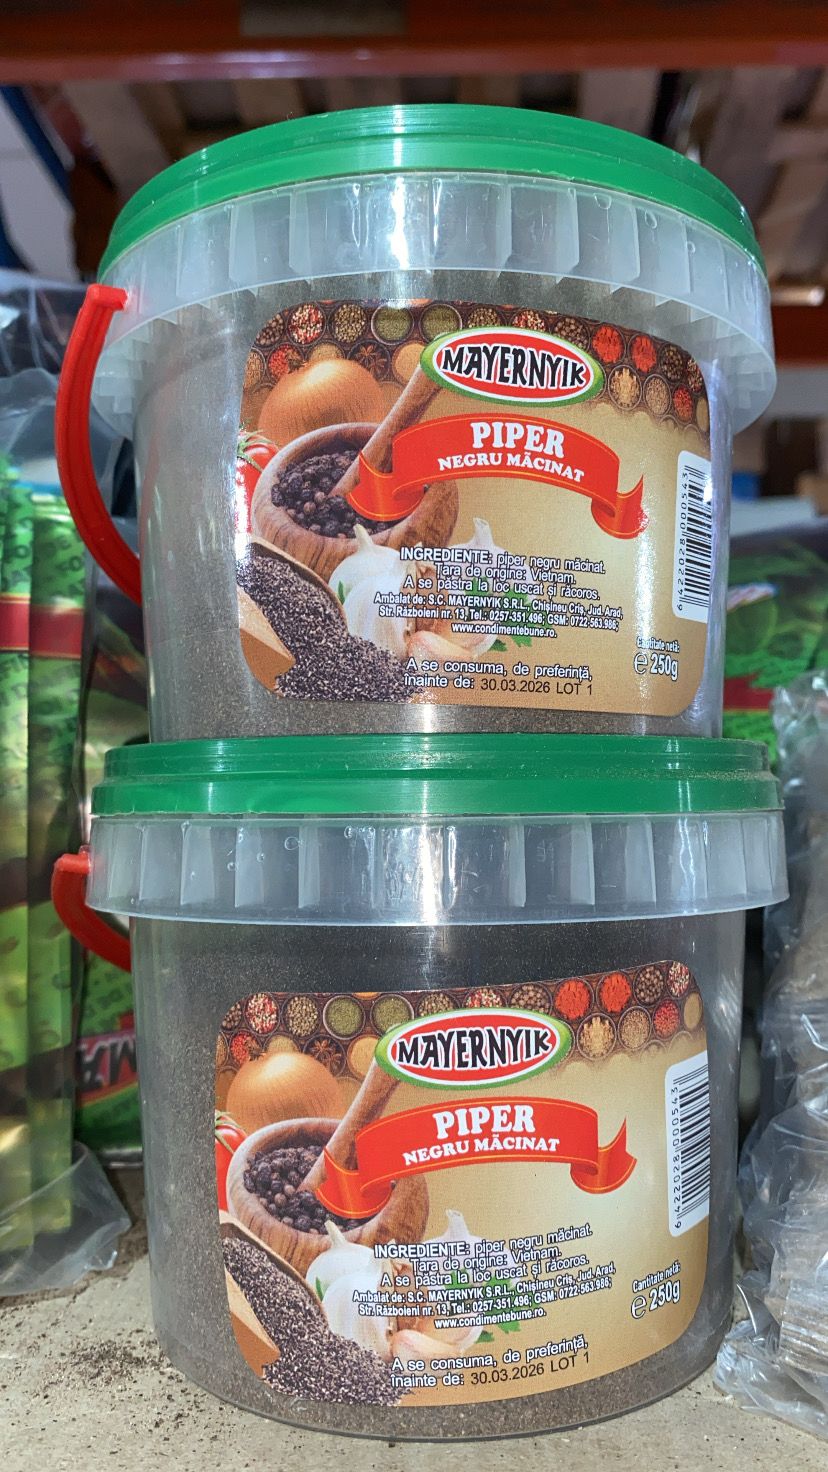 MAYERNYIK
PIPER
NEGRU MĂCINAT
INGREDIENTE: piper negru măcinat.
Țara de origine: Vietnam.
A se păstra la loc uscat și răcoros.
Ambalat de: S.C. MAYERNYIK S.R.L., Chișineu Criș, Jud. Arad,
Str. Războieni nr. 13, Tel.: 0257-351.496; GSM: 0722-563.986;
www.condimentebune.ro.
Cantitate netă:
℮ 250g
A se consuma, de preferință,
înainte de: 30.03.2026 LOT 1
6422028000543
MAYERNYIK
PIPER
NEGRU MĂCINAT
INGREDIENTE: piper negru măcinat.
Țara de origine: Vietnam.
A se păstra la loc uscat și răcoros.
Ambalat de: S.C. MAYERNYIK S.R.L., Chișineu Criș, Jud. Arad,
Str. Războieni nr. 13, Tel.: 0257-351.496; GSM: 0722-563.986;
www.condimentebune.ro.
Cantitate netă:
℮ 250g
A se consuma, de preferință,
înainte de: 30.03.2026 LOT 1
6422028000543